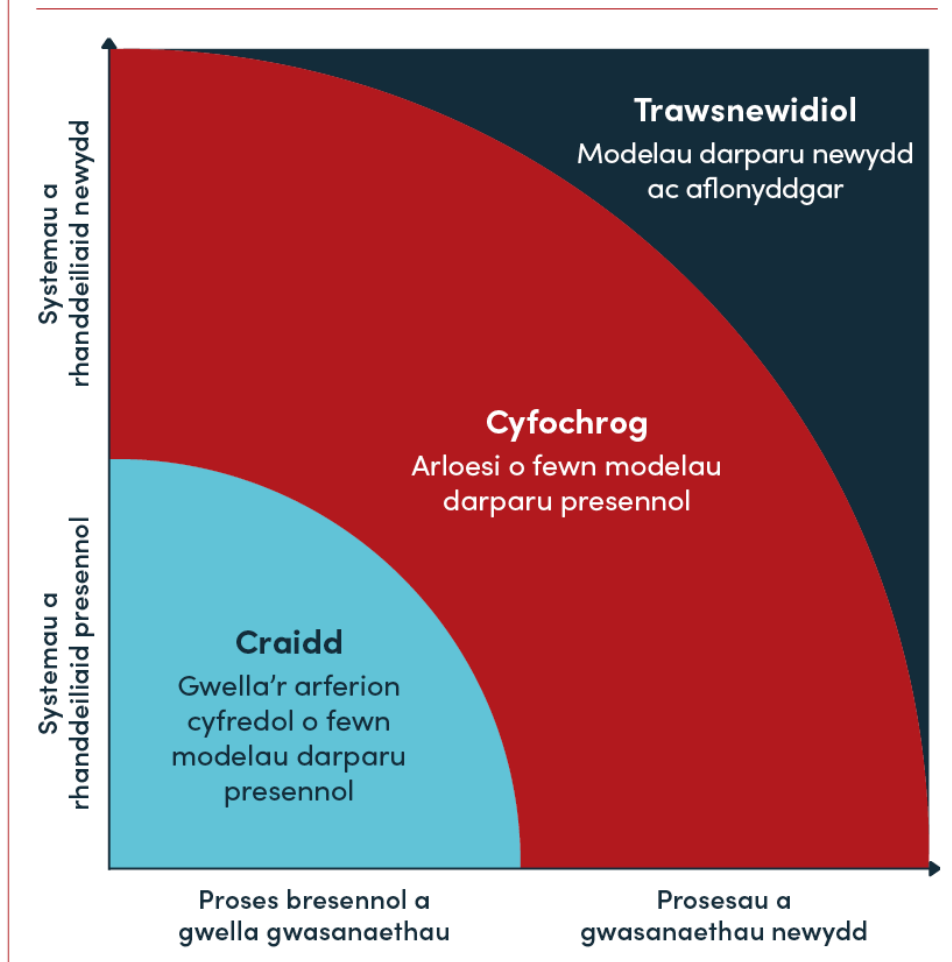 Systemau a
rhanddeiliaid newydd
Trawsnewidiol
Modelau darparu newydd
ac aflonyddgar
Cyfochrog
Arloesi o fewn modelau
darparu presennol
Systemau a
rhanddeiliaid presennol
Craidd
Gwella'r arferion
cyfredol o fewn
modelau darparu
presennol
Proses bresennol a
gwella gwasanaethau
Prosesau a
gwasanaethau newydd